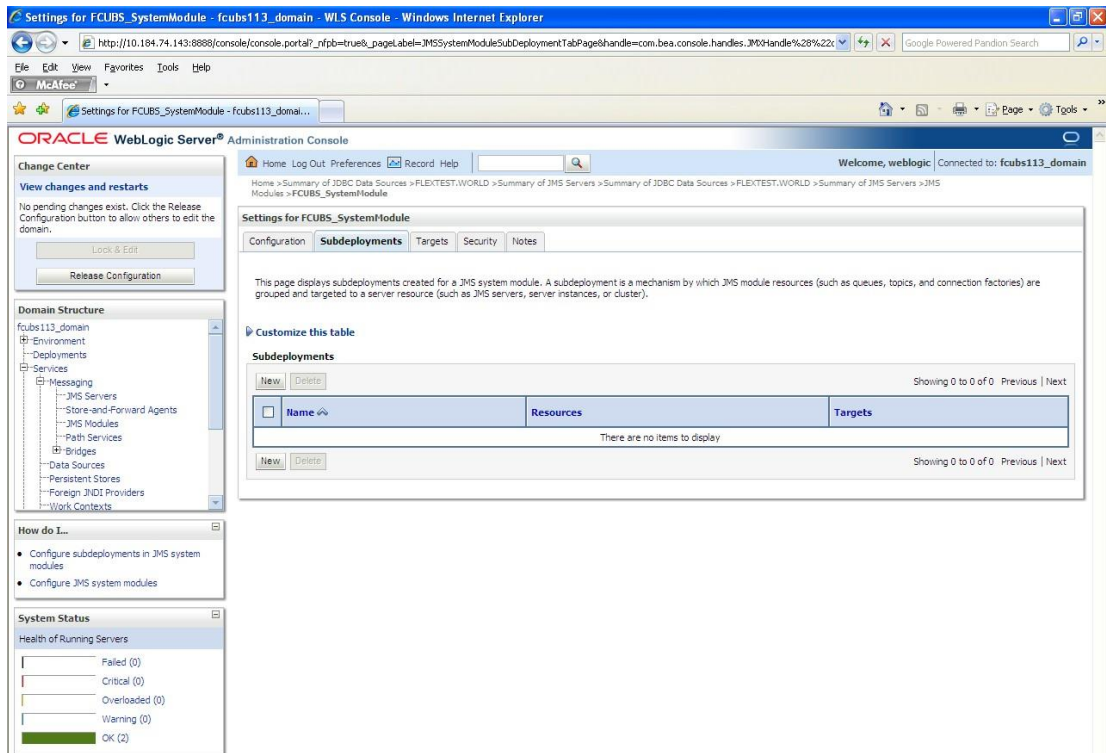 Settings for FCUBS_SystemModule - fcubs113_domain - WLS Console - Windows Internet Explorer
http://10.184.74.143:8888/console/console.portal?_nfpb=true&_pageLabel=JMSSystemModuleSubDeploymentTabPage&handle=com.bea.console.handles.JMXHandle%28%22c
Google Powered Pandion Search
File Edit View Favorites Tools Help
McAfee
Settings for FCUBS_SystemModule - fcubs113_domai...
Page Tools
ORACLE WebLogic Server® Administration Console
Change Center
View changes and restarts
No pending changes exist. Click the Release
Configuration button to allow others to edit the
domain.
Lock & Edit
Release Configuration
Domain Structure
fcubs113_domain
Environment
Deployments
Services
Messaging
JMS Servers
Store-and-Forward Agents
JMS Modules
Path Services
Bridges
Data Sources
Persistent Stores
Foreign JNDI Providers
Work Contexts
How do I...
Configure subdeployments in JMS system
modules
Configure JMS system modules
System Status
Health of Running Servers
Failed (0)
Critical (0)
Overloaded (0)
Warning (0)
OK (2)
Home Log Out Preferences Record Help
Welcome, weblogic Connected to: fcubs113_domain
Home >Summary of JDBC Data Sources >FLEXTEST.WORLD >Summary of JMS Servers >Summary of JDBC Data Sources >FLEXTEST.WORLD >Summary of JMS Servers >JMS
Modules >FCUBS_SystemModule
Settings for FCUBS_SystemModule
Configuration Subdeployments Targets Security Notes
This page displays subdeployments created for a JMS system module. A subdeployment is a mechanism by which JMS module resources (such as queues, topics, and connection factories) are
grouped and targeted to a server resource (such as JMS servers, server instances, or cluster).
Customize this table
Subdeployments
New Delete Showing 0 to 0 of 0 Previous | Next
Name Resources Targets
There are no items to display
New Delete Showing 0 to 0 of 0 Previous | Next